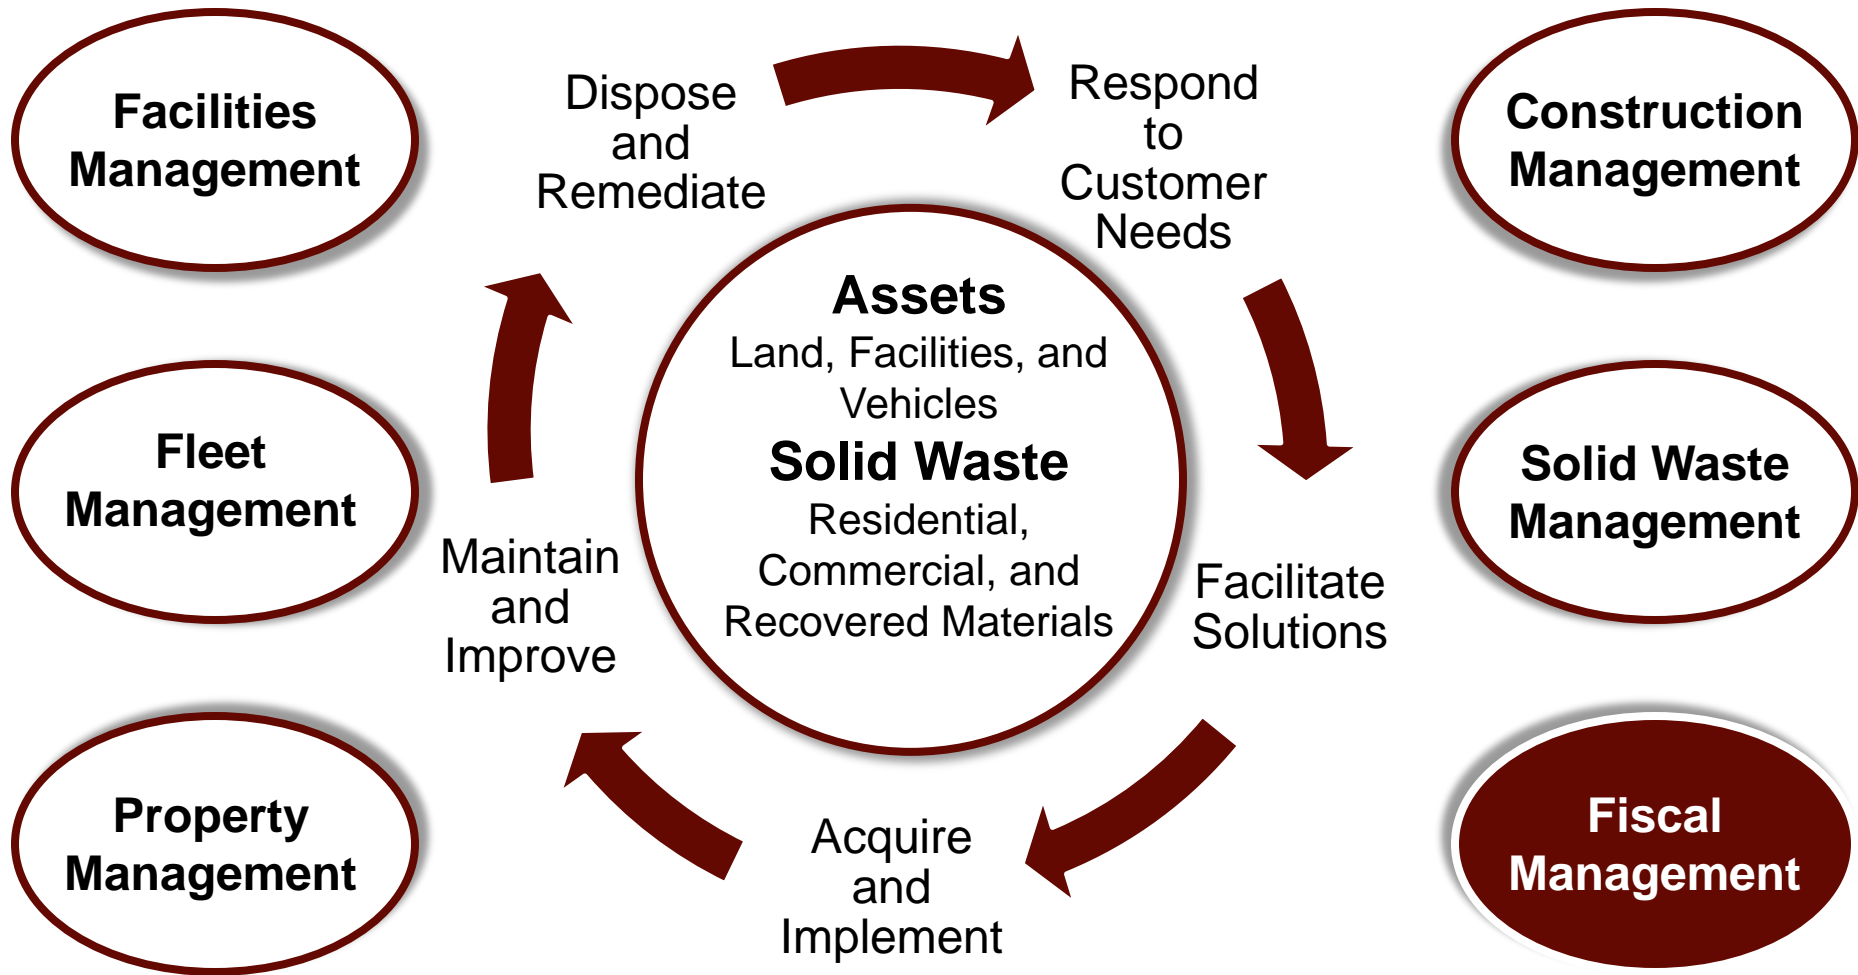 Facilities
Management
Dispose
and
Remediate
Respond
to
Customer
Needs
Construction
Management
Assets
Land, Facilities, and
Vehicles
Solid Waste
Residential,
Commercial, and
Recovered Materials
Fleet
Management
Maintain
and
Improve
Facilitate
Solutions
Solid Waste
Management
Property
Management
Acquire
and
Implement
Fiscal
Management